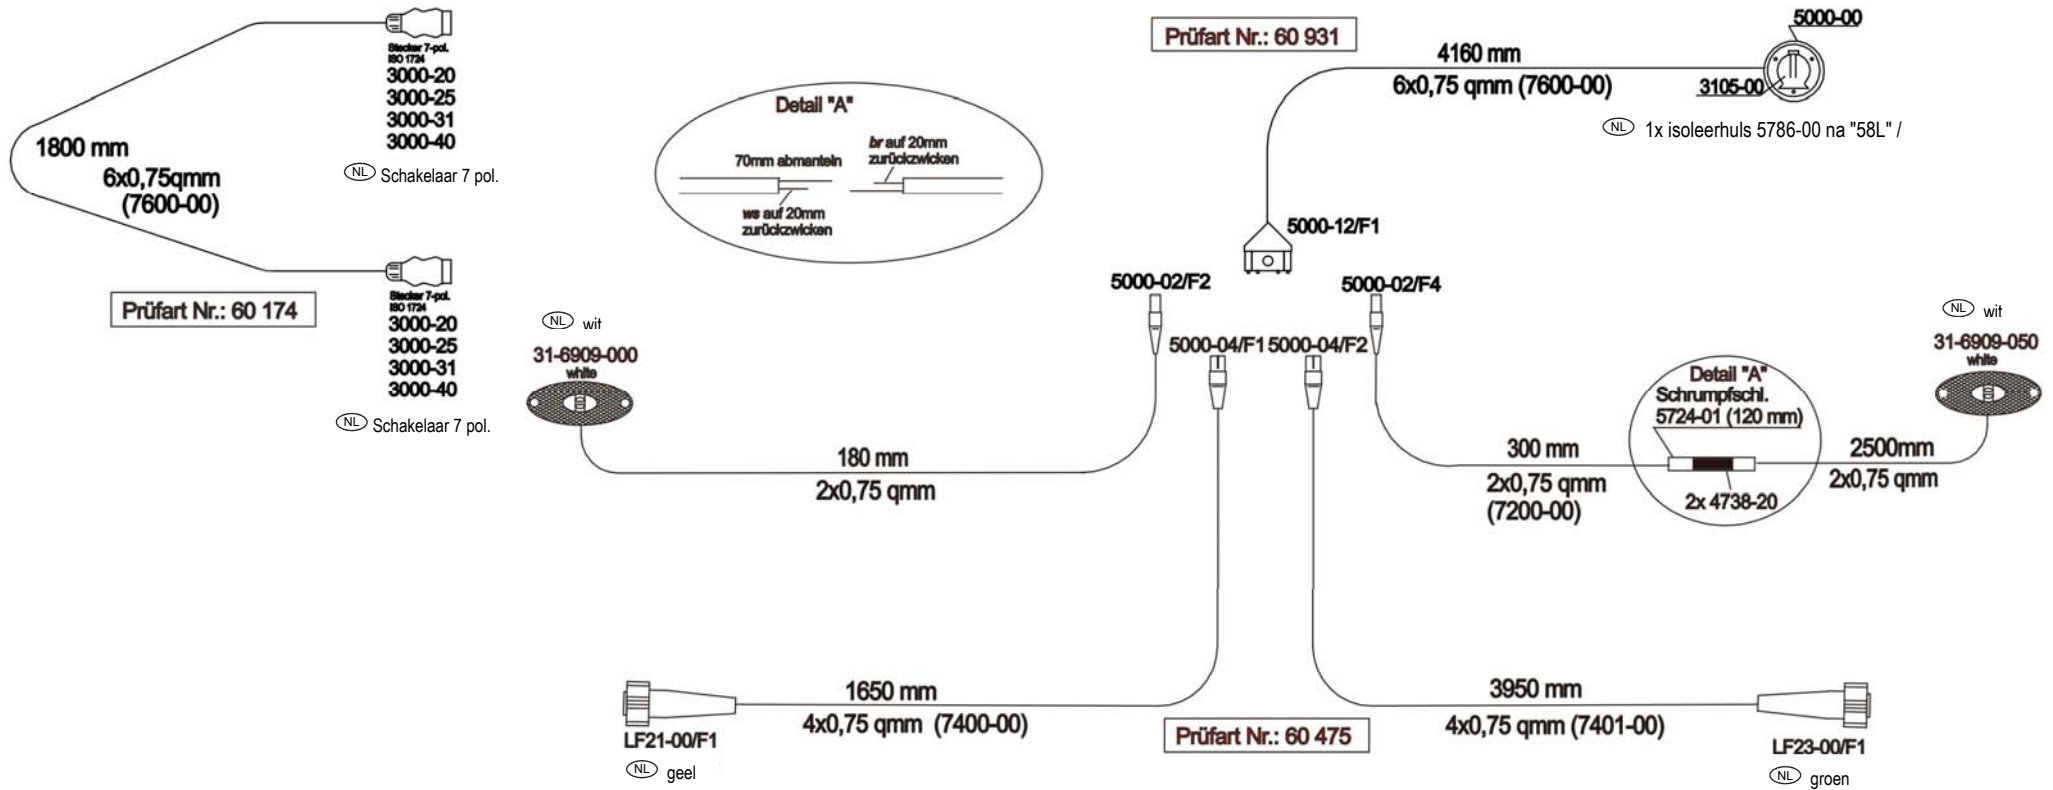 Stecker 7-pol.
ISO 1724
3000-20
3000-25
3000-31
3000-40
NL Schakelaar 7 pol.
1800 mm
6x0,75qmm
(7600-00)
Stecker 7-pol.
ISO 1724
3000-20
3000-25
3000-31
3000-40
NL Schakelaar 7 pol.
Prüfart Nr.: 60 174
Detail "A"
70mm abmanteln
br auf 20mm
zurückzwicken
ws auf 20mm
zurückzwicken
Prüfart Nr.: 60 931
4160 mm
6x0,75 qmm (7600-00)
5000-00
3105-00
NL 1x isoleerhuls 5786-00 na "58L" /
5000-12/F1
5000-02/F2
5000-02/F4
5000-04/F1 5000-04/F2
NL wit
31-6909-000
white
180 mm
2x0,75 qmm
NL wit
31-6909-050
white
Detail "A"
Schrumpfschl.
5724-01 (120 mm)
2x 4738-20
300 mm
2x0,75 qmm
(7200-00)
2500mm
2x0,75 qmm
1650 mm
4x0,75 qmm (7400-00)
LF21-00/F1
NL geel
Prüfart Nr.: 60 475
3950 mm
4x0,75 qmm (7401-00)
LF23-00/F1
NL groen